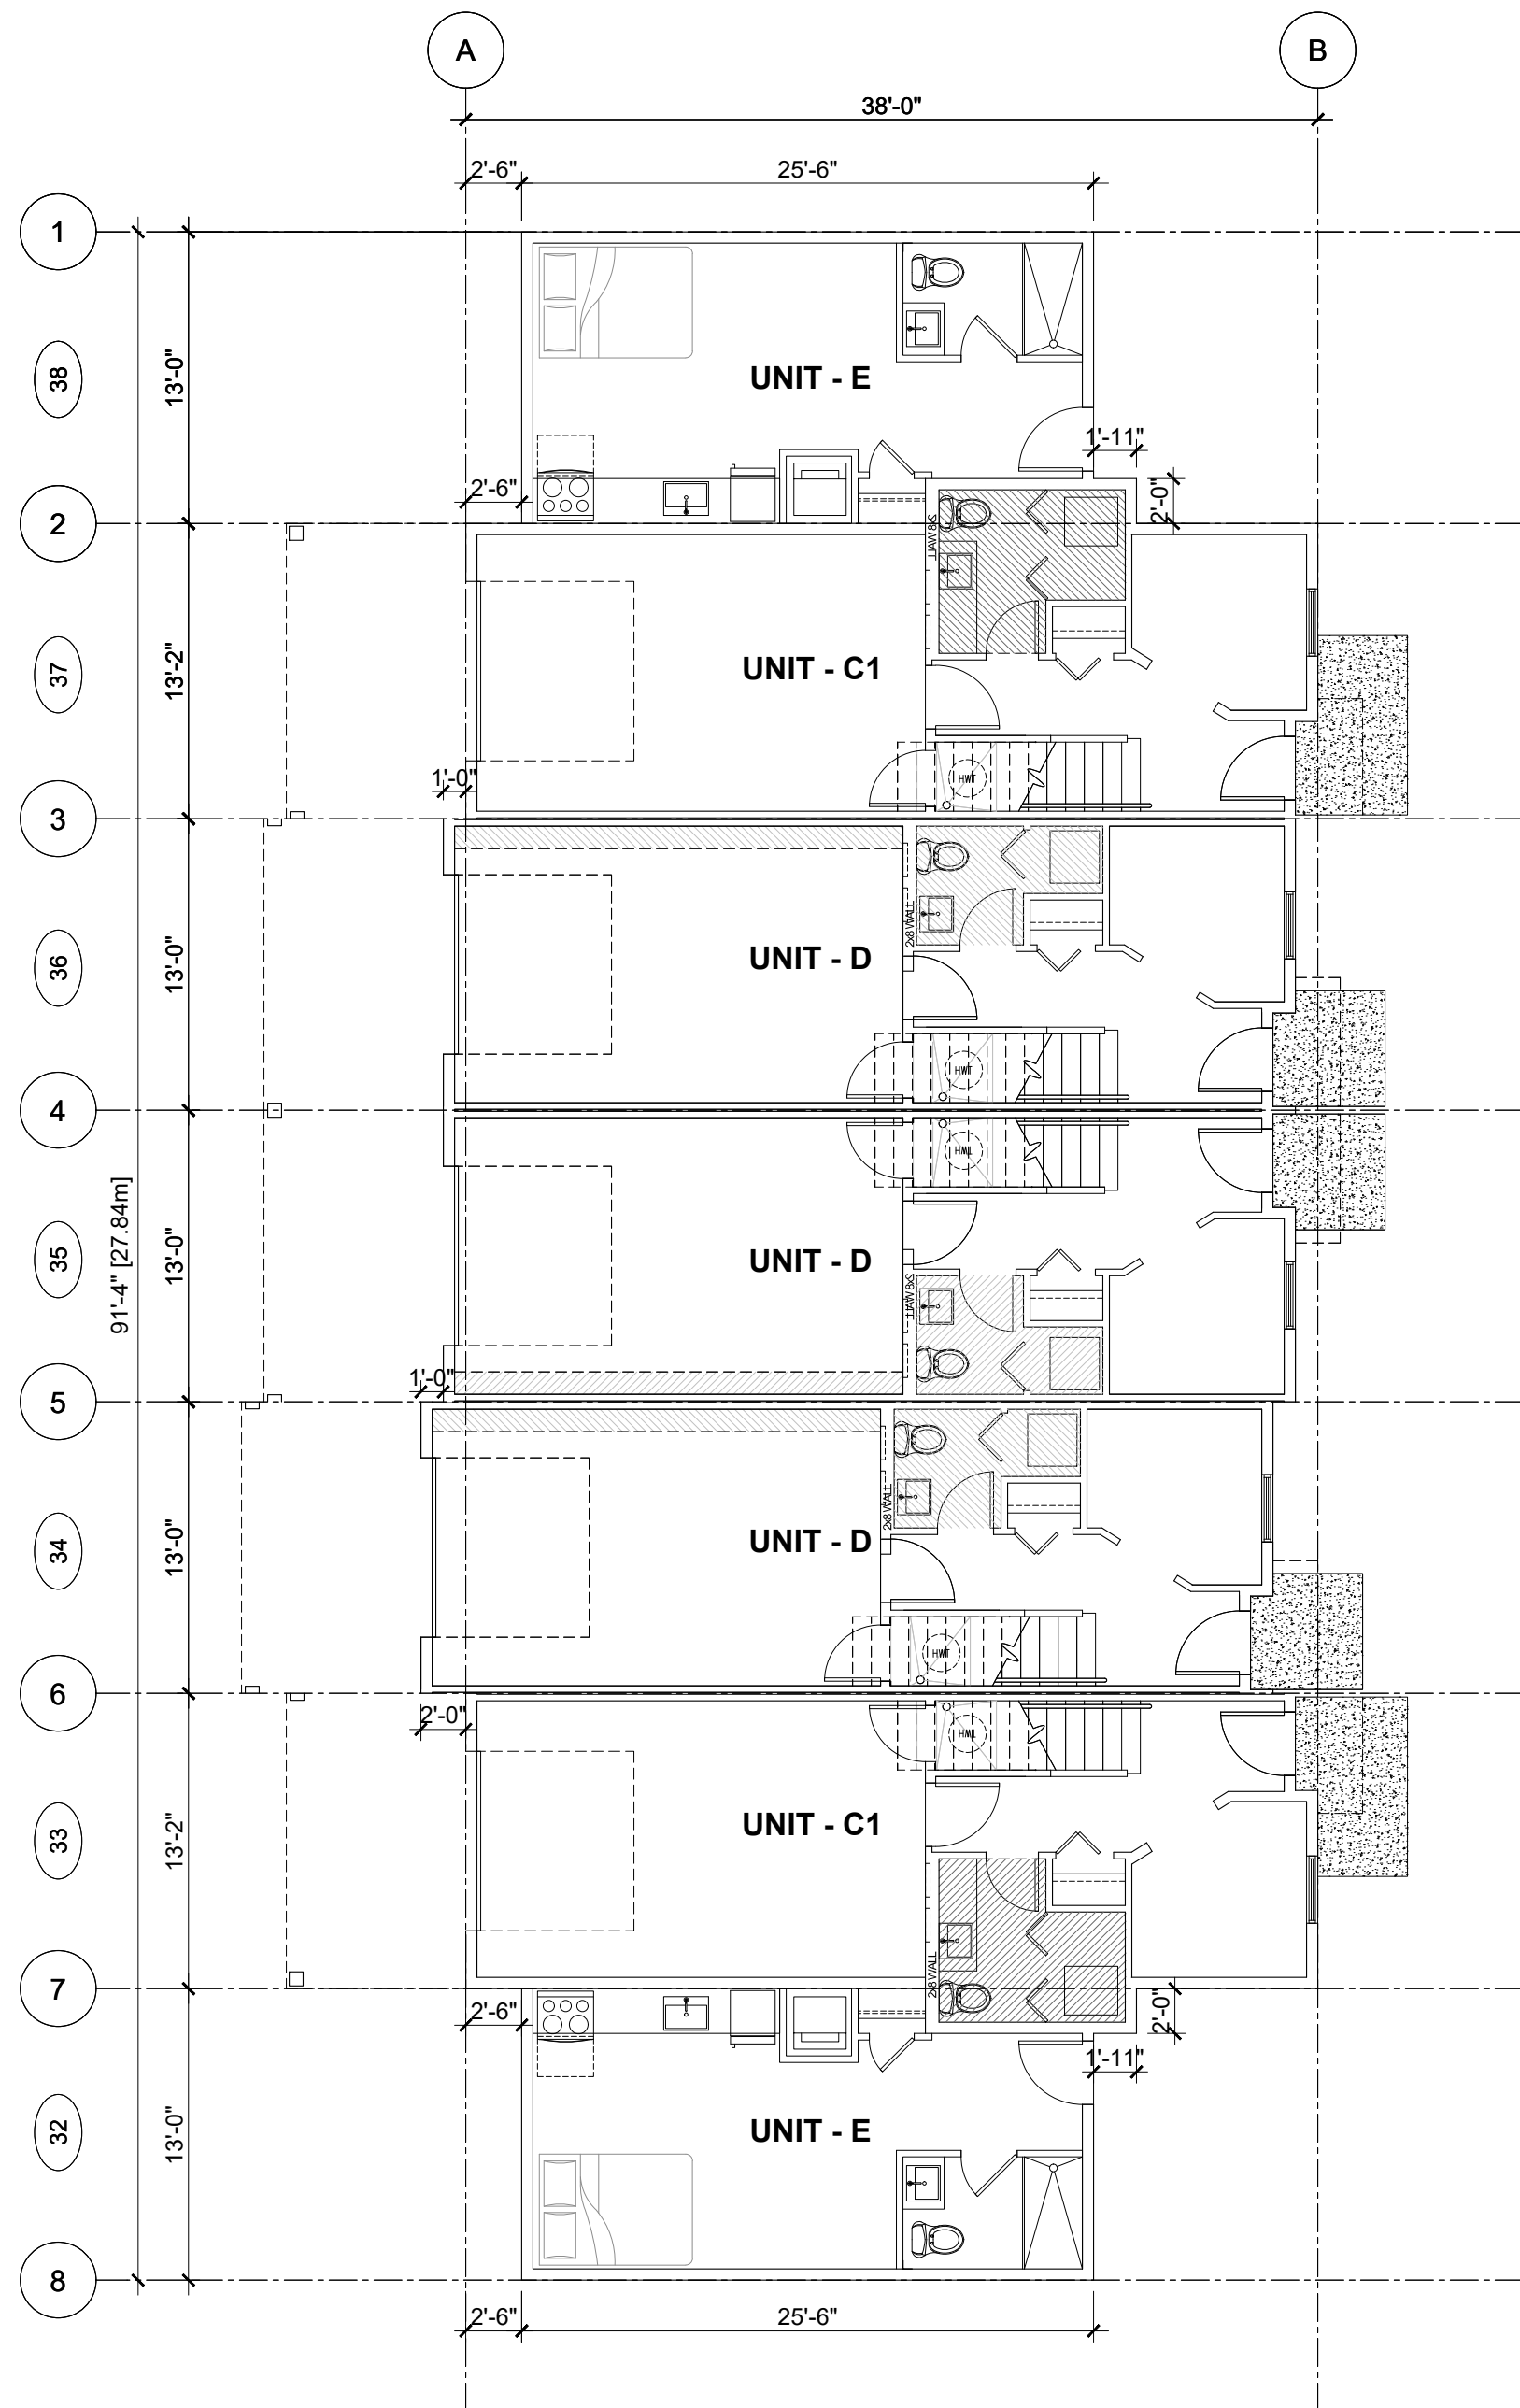 A
B
38'-0"
2'-6"
25'-6"
1
38
13'-0"
UNIT - E
1'-11"
2'-6"
2'-0"
2
2x8 WALL
37
13'-2"
UNIT - C1
1'-0"
HWT
3
36
13'-0"
2x8 WALL
UNIT - D
HWT
4
91'-4" [27.84m]
HWT
35
13'-0"
UNIT - D
2x8 WALL
1'-0"
5
34
13'-0"
2x8 WALL
UNIT - D
HWT
6
2'-0"
HWT
33
13'-2"
UNIT - C1
2x8 WALL
7
2'-6"
2'-0"
1'-11"
32
13'-0"
UNIT - E
8
2'-6"
25'-6"